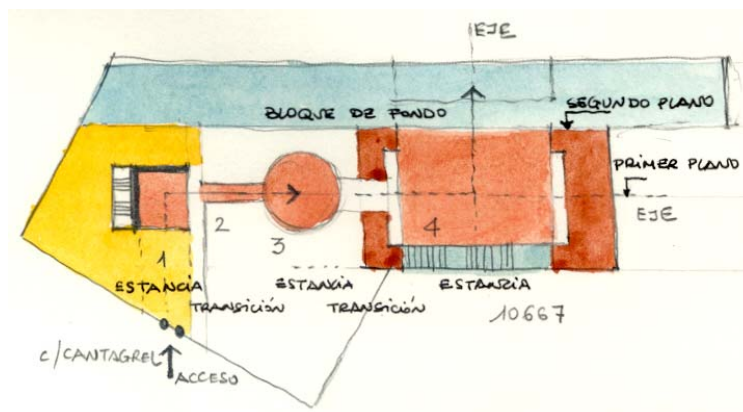 EJE
BLOQUE DE FONDO
SEGUNDO PLANO
PRIMER PLANO
EJE
1
2
3
4
ESTANCIA
TRANSICIÓN
ESTANCIA
TRANSICIÓN
ESTANCIA
10667
c/CANTAGREL
ACCESO